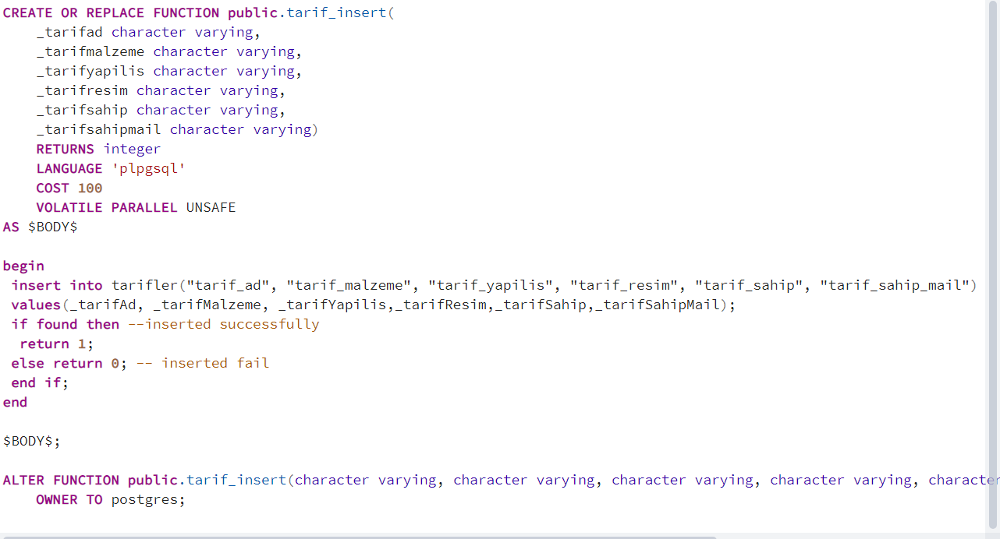 CREATE OR REPLACE FUNCTION public.tarif_insert(
    _tarifad character varying,
    _tarifmalzeme character varying,
    _tarifyapilis character varying,
    _tarifresim character varying,
    _tarifsahip character varying,
    _tarifsahipmail character varying)
    RETURNS integer
    LANGUAGE 'plpgsql'
    COST 100
    VOLATILE PARALLEL UNSAFE
AS $BODY$
begin
 insert into tarifler("tarif_ad", "tarif_malzeme", "tarif_yapilis", "tarif_resim", "tarif_sahip", "tarif_sahip_mail")
 values(_tarifAd, _tarifMalzeme, _tarifYapilis,_tarifResim,_tarifSahip,_tarifSahipMail);
 if found then --inserted successfully
  return 1;
 else return 0; -- inserted fail
 end if;
end
$BODY$;
ALTER FUNCTION public.tarif_insert(character varying, character varying, character varying, character varying,
    OWNER TO postgres;